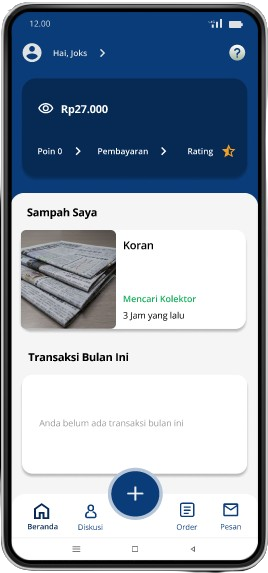 12.00
Hai, Joks
?
Rp27.000
Poin 0
Pembayaran
Rating
Sampah Saya
Koran
Mencari Kolektor
3 Jam yang lalu
Transaksi Bulan Ini
Anda belum ada transaksi bulan ini
Beranda
Diskusi
Order
Pesan